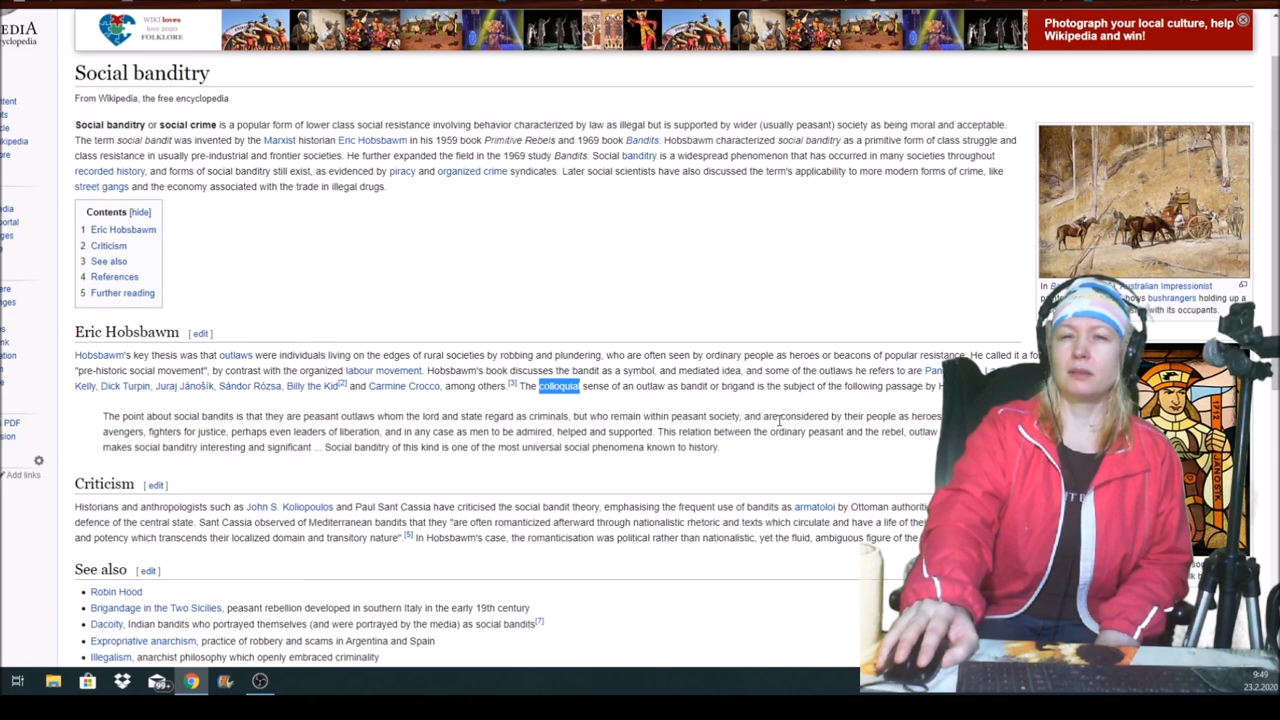 EDIA
cyclopedia
WIKI loves
love 2020
FOLKLORE
Photograph your local culture, help
Wikipedia and win!
Social banditry
From Wikipedia, the free encyclopedia
Social banditry or social crime is a popular form of lower class social resistance involving behavior characterized by law as illegal but is supported by wider (usually peasant) society as being moral and acceptable.
The term social bandit was invented by the Marxist historian Eric Hobsbawm in his 1959 book Primitive Rebels and 1969 book Bandits. Hobsbawm characterized social banditry as a primitive form of class struggle and
class resistance in usually pre-industrial and frontier societies. He further expanded the field in the 1969 study Bandits. Social banditry is a widespread phenomenon that has occurred in many societies throughout
recorded history, and forms of social banditry still exist, as evidenced by piracy and organized crime syndicates. Later social scientists have also discussed the term's applicability to more modern forms of crime, like
street gangs and the economy associated with the trade in illegal drugs.
Contents [hide]
1 Eric Hobsbawm
2 Criticism
3 See also
4 References
5 Further reading
In Australian Impressionist
bushrangers holding up a
with its occupants.
Eric Hobsbawm [ edit ]
Hobsbawm's key thesis was that outlaws were individuals living on the edges of rural societies by robbing and plundering, who are often seen by ordinary people as heroes or beacons of popular resistance. He called it a
"pre-historic social movement", by contrast with the organized labour movement. Hobsbawm's book discusses the bandit as a symbol, and mediated idea, and some of the outlaws he refers to are
Kelly, Dick Turpin, Juraj Jánošík, Sándor Rózsa, Billy the Kid[2] and Carmine Crocco, among others.[3] The colloquial sense of an outlaw as bandit or brigand is the subject of the following passage by H
The point about social bandits is that they are peasant outlaws whom the lord and state regard as criminals, but who remain within peasant society, and are considered by their people as heroes
avengers, fighters for justice, perhaps even leaders of liberation, and in any case as men to be admired, helped and supported. This relation between the ordinary peasant and the rebel, outlaw
makes social banditry interesting and significant ... Social banditry of this kind is one of the most universal social phenomena known to history.
Criticism [ edit ]
Historians and anthropologists such as John S. Koliopoulos and Paul Sant Cassia have criticised the social bandit theory, emphasising the frequent use of bandits as armatoloi by Ottoman authoriti
defence of the central state. Sant Cassia observed of Mediterranean bandits that they "are often romanticized afterward through nationalistic rhetoric and texts which circulate and have a life of the
and potency which transcends their localized domain and transitory nature".[5] In Hobsbawm's case, the romanticisation was political rather than nationalistic, yet the fluid, ambiguous figure of the
See also [ edit ]
Robin Hood
Brigandage in the Two Sicilies, peasant rebellion developed in southern Italy in the early 19th century
Dacoity, Indian bandits who portrayed themselves (and were portrayed by the media) as social bandits[7]
Expropriative anarchism, practice of robbery and scams in Argentina and Spain
Illegalism, anarchist philosophy which openly embraced criminality
Add links
99+
9:49
23.2.2020